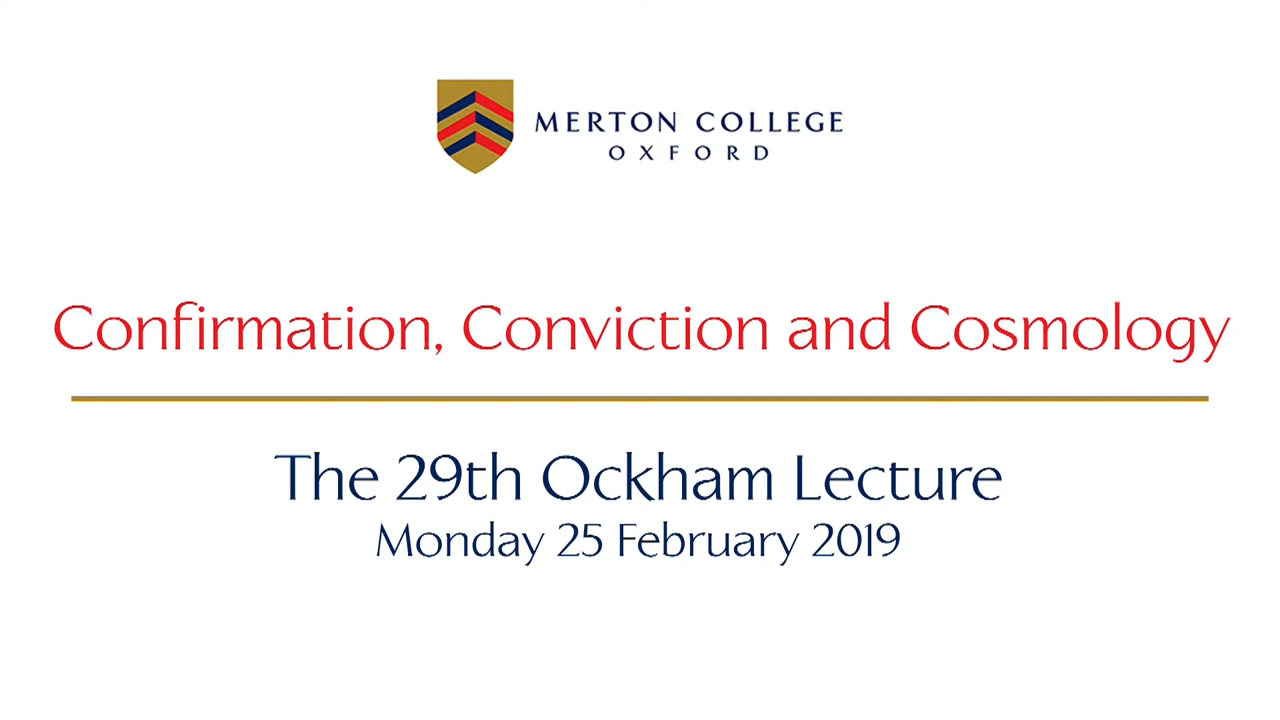 MERTON COLLEGE
OXFORD
Confirmation, Conviction and Cosmology
The 29th Ockham Lecture
Monday 25 February 2019